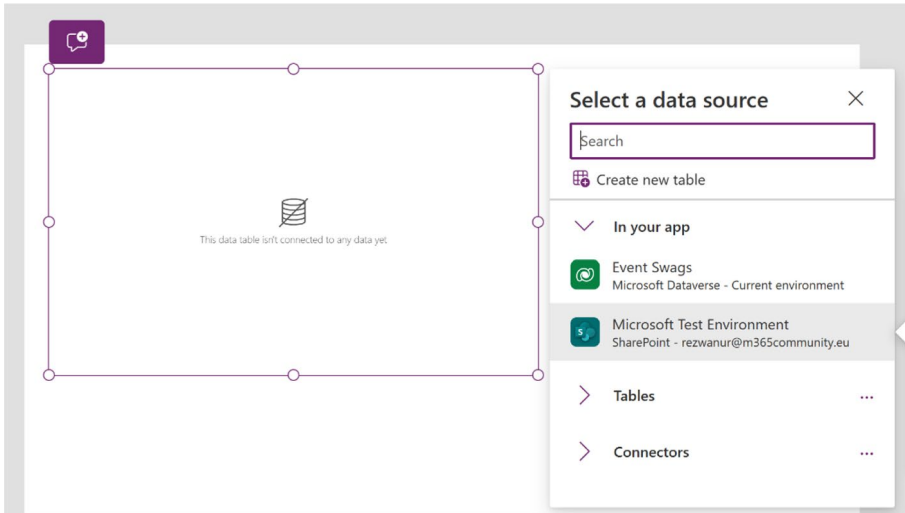 Select a data source
Search
Create new table
In your app
Event Swags
Microsoft Dataverse - Current environment
Microsoft Test Environment
S
SharePoint - rezwanur@m365community.eu
Tables
...
Connectors
...
This data table isn't connected to any data yet